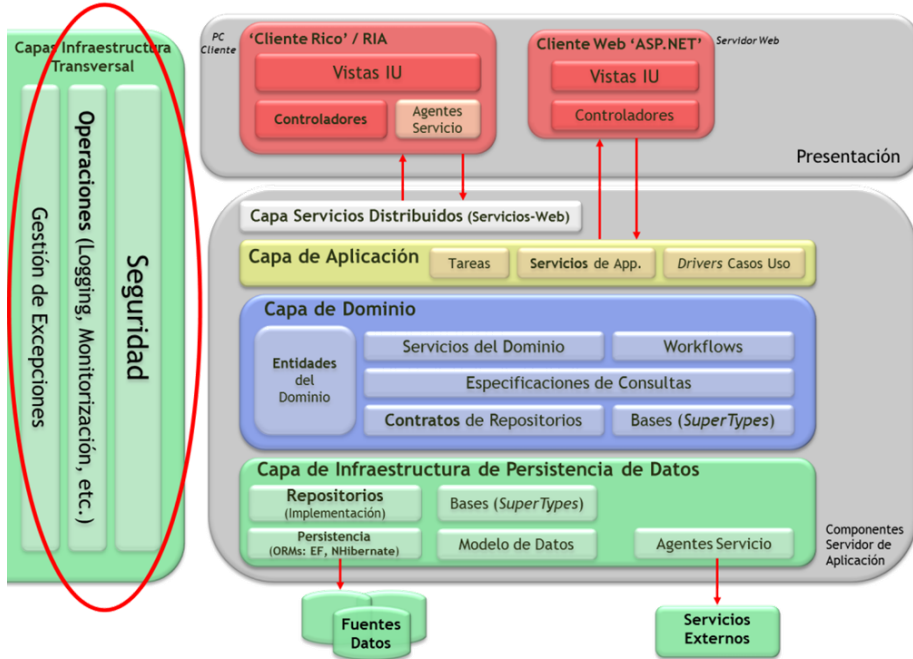 Capas Infraestructura
Transversal
Gestión de Excepciones
Operaciones (Logging, Monitorización, etc.)
Seguridad
PC
Cliente
'Cliente Rico' / RIA
Vistas IU
Controladores
Agentes
Servicio
Cliente Web 'ASP.NET'
Vistas IU
Controladores
Servidor Web
Presentación
Capa Servicios Distribuidos (Servicios-Web)
Capa de Aplicación
Tareas
Servicios de App.
Drivers Casos Uso
Capa de Dominio
Entidades
del
Dominio
Servicios del Dominio
Workflows
Especificaciones de Consultas
Contratos de Repositorios
Bases (SuperTypes)
Capa de Infraestructura de Persistencia de Datos
Repositorios
(Implementación)
Bases (SuperTypes)
Persistencia
(ORMs: EF, NHibernate)
Modelo de Datos
Agentes Servicio
Componentes
Servidor de
Aplicación
Fuentes
Datos
Servicios
Externos